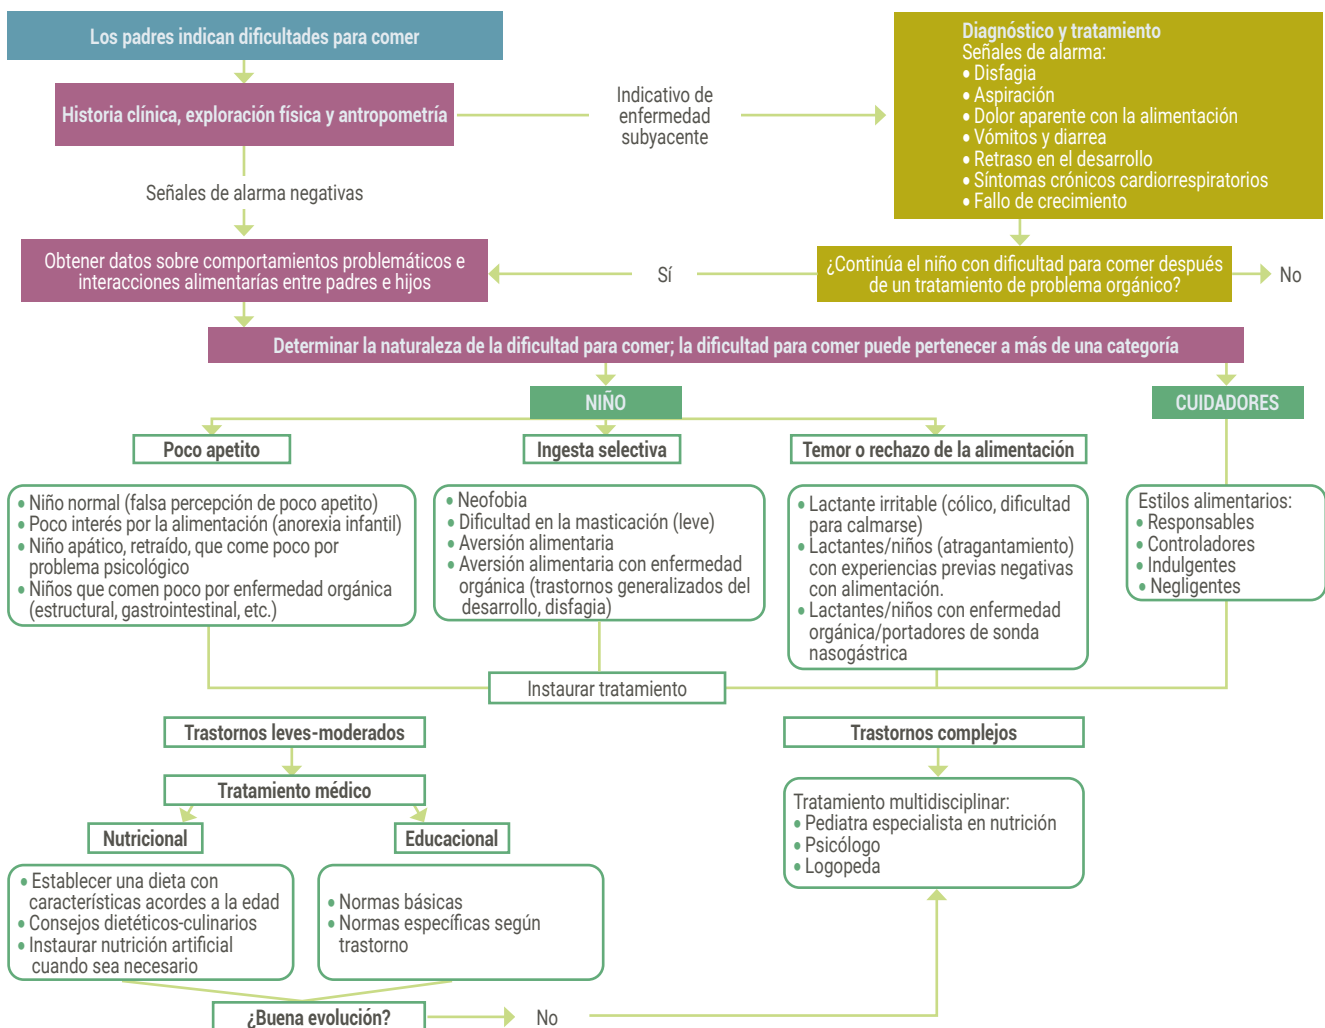 Los padres indican dificultades para comer
Historia clínica, exploración física y antropometría
Indicativo de
enfermedad
subyacente
Diagnóstico y tratamiento
Señales de alarma:
• Disfagia
• Aspiración
• Dolor aparente con la alimentación
• Vómitos y diarrea
• Retraso en el desarrollo
• Síntomas crónicos cardiorrespiratorios
• Fallo de crecimiento
Señales de alarma negativas
Obtener datos sobre comportamientos problemáticos e
interacciones alimentarías entre padres e hijos
Sí
¿Continúa el niño con dificultad para comer después
de un tratamiento de problema orgánico?
No
Determinar la naturaleza de la dificultad para comer; la dificultad para comer puede pertenecer a más de una categoría
NIÑO
CUIDADORES
Poco apetito
Ingesta selectiva
Temor o rechazo de la alimentación
• Niño normal (falsa percepción de poco apetito)
• Poco interés por la alimentación (anorexia infantil)
• Niño apático, retraído, que come poco por
problema psicológico
• Niños que comen poco por enfermedad orgánica
(estructural, gastrointestinal, etc.)
• Neofobia
• Dificultad en la masticación (leve)
• Aversión alimentaria
• Aversión alimentaria con enfermedad
orgánica (trastornos generalizados del
desarrollo, disfagia)
• Lactante irritable (cólico, dificultad
para calmarse)
• Lactantes/niños (atragantamiento)
con experiencias previas negativas
con alimentación.
• Lactantes/niños con enfermedad
orgánica/portadores de sonda
nasogástrica
Estilos alimentarios:
• Responsables
• Controladores
• Indulgentes
• Negligentes
Instaurar tratamiento
Trastornos leves-moderados
Trastornos complejos
Tratamiento médico
Nutricional
Educacional
• Establecer una dieta con
características acordes a la edad
• Consejos dietéticos-culinarios
• Instaurar nutrición artificial
cuando sea necesario
• Normas básicas
• Normas específicas según
trastorno
Tratamiento multidisciplinar:
• Pediatra especialista en nutrición
• Psicólogo
• Logopeda
¿Buena evolución?
No